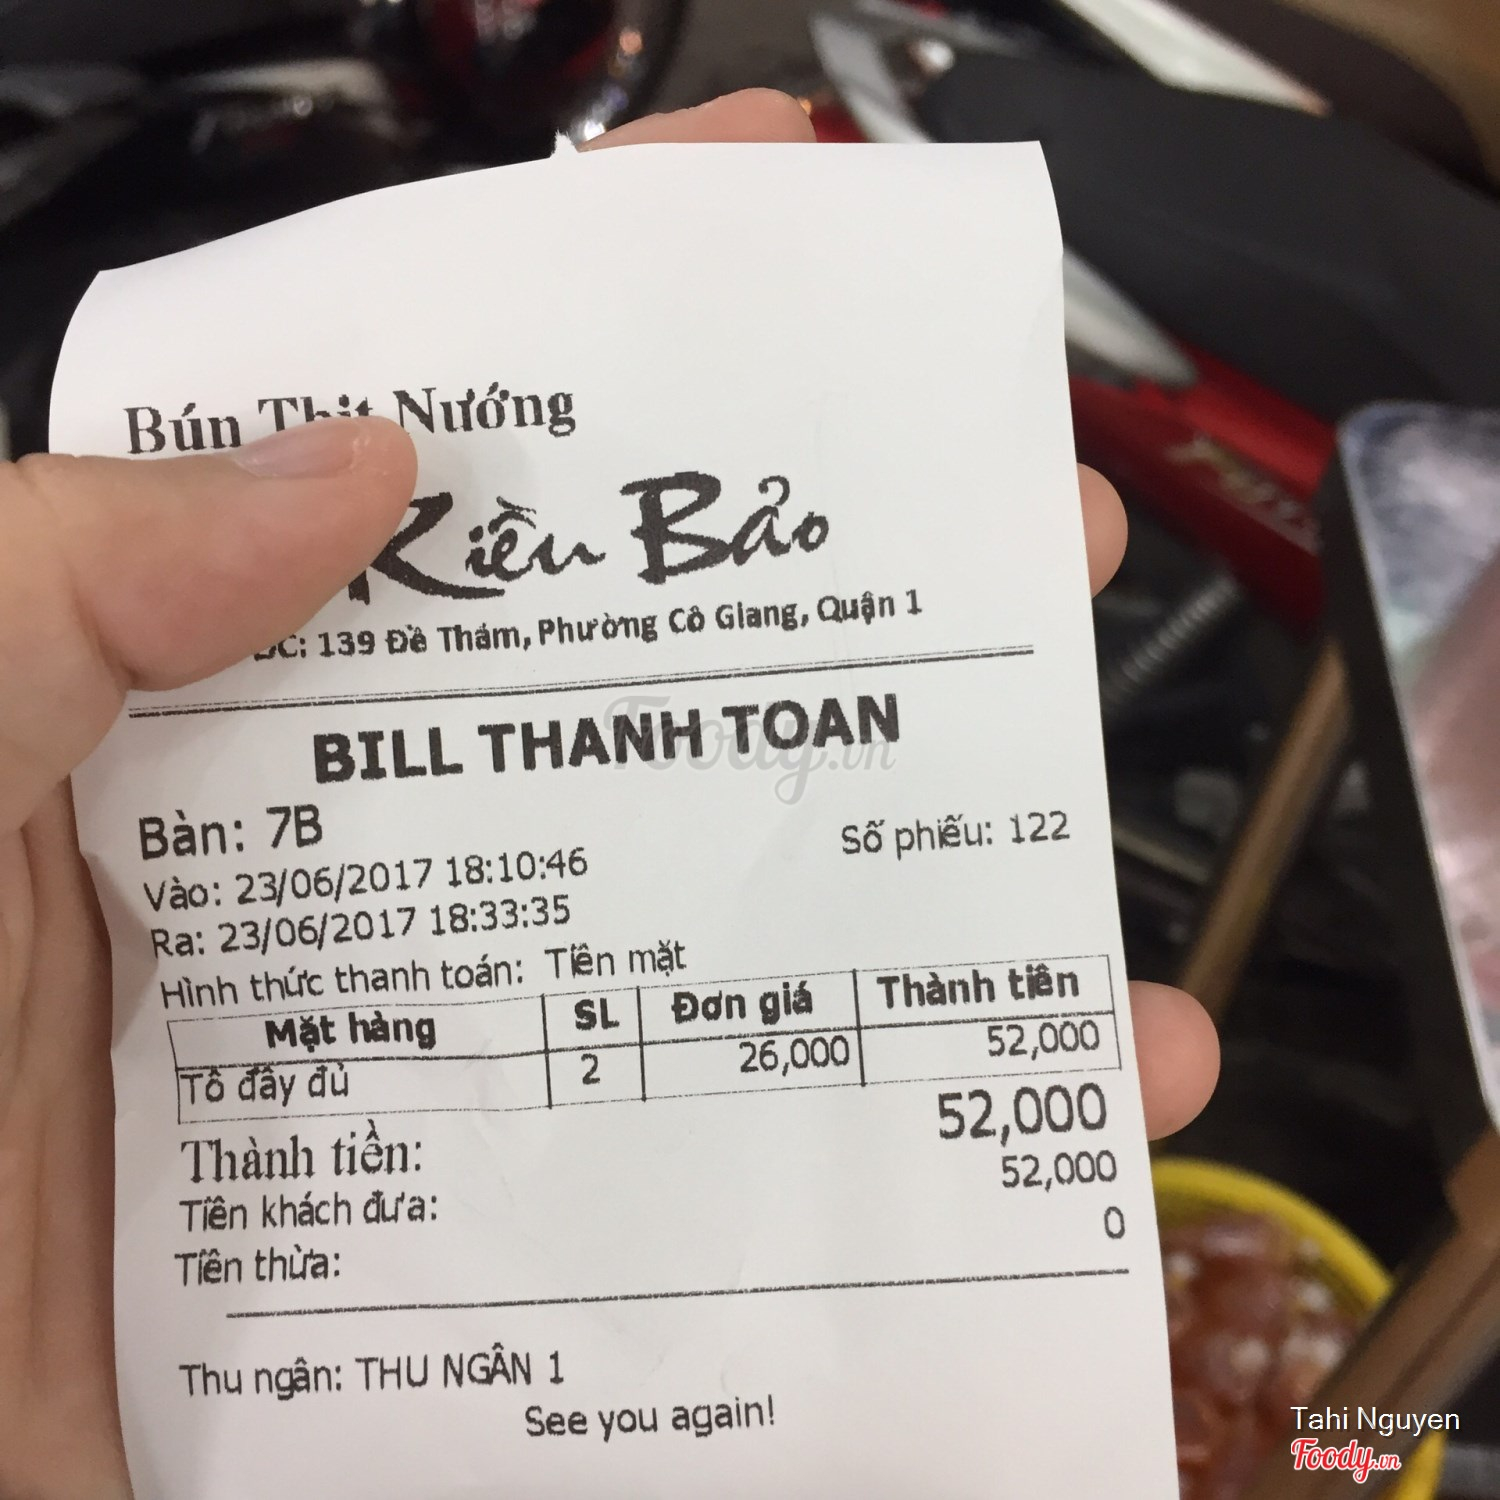 Bún Thịt Nướng
Kiều Bảo
ĐC: 139 Đề Thám, Phường Cô Giang, Quận 1
BILL THANH TOAN
Bàn: 7B
Số phiếu: 122
Vào: 23/06/2017 18:10:46
Ra: 23/06/2017 18:33:35
Hình thức thanh toán: Tiền mặt
Mặt hàng SL Đơn giá Thành tiền
Tô đầy đủ 2 26,000 52,000
Thành tiền: 52,000
Tiền khách đưa: 52,000
Tiền thừa: 0
Thu ngân: THU NGÂN 1
See you again!
Foody.vn
Tahi Nguyen
Foody.vn